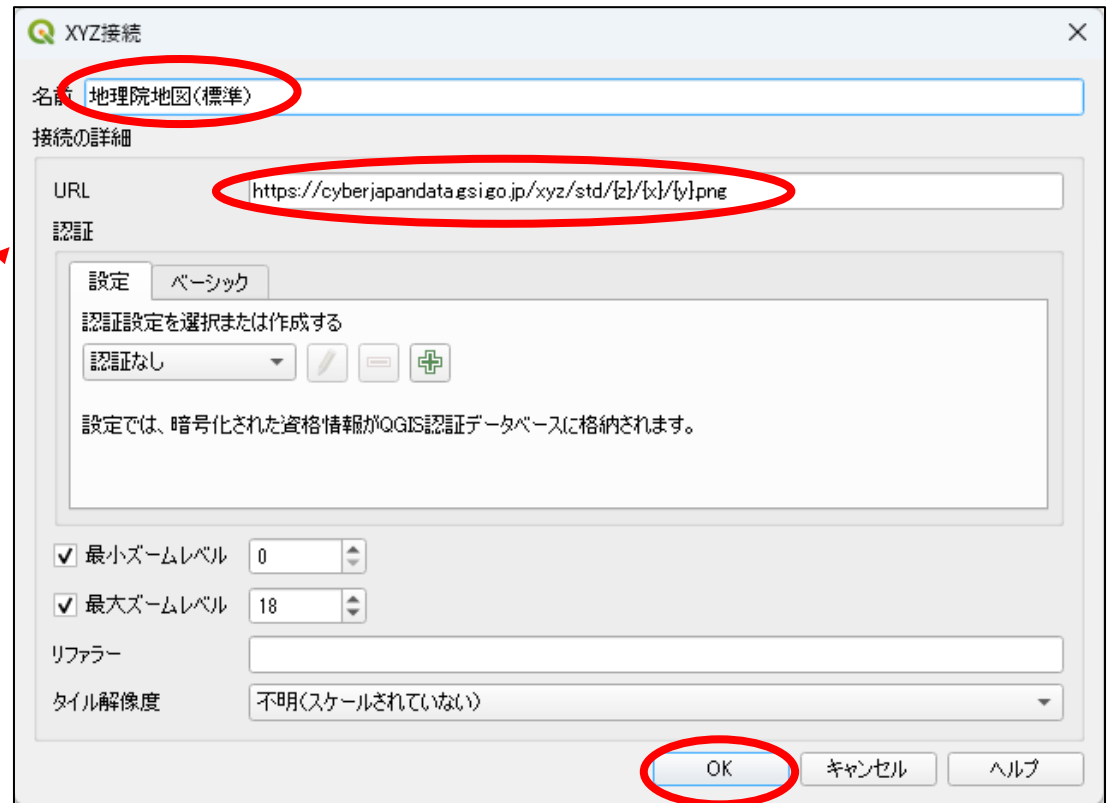 XYZ接続
名前 地理院地図(標準)
接続の詳細
URL https://cyberjapandata.gsi.go.jp/xyz/std/{z}/{x}/{y}.png
認証
設定 ベーシック
認証設定を選択または作成する
認証なし
設定では、暗号化された資格情報がQGIS認証データベースに格納されます。
最小ズームレベル 0
最大ズームレベル 18
リファラー
タイル解像度 不明(スケールされていない)
OK キャンセル ヘルプ